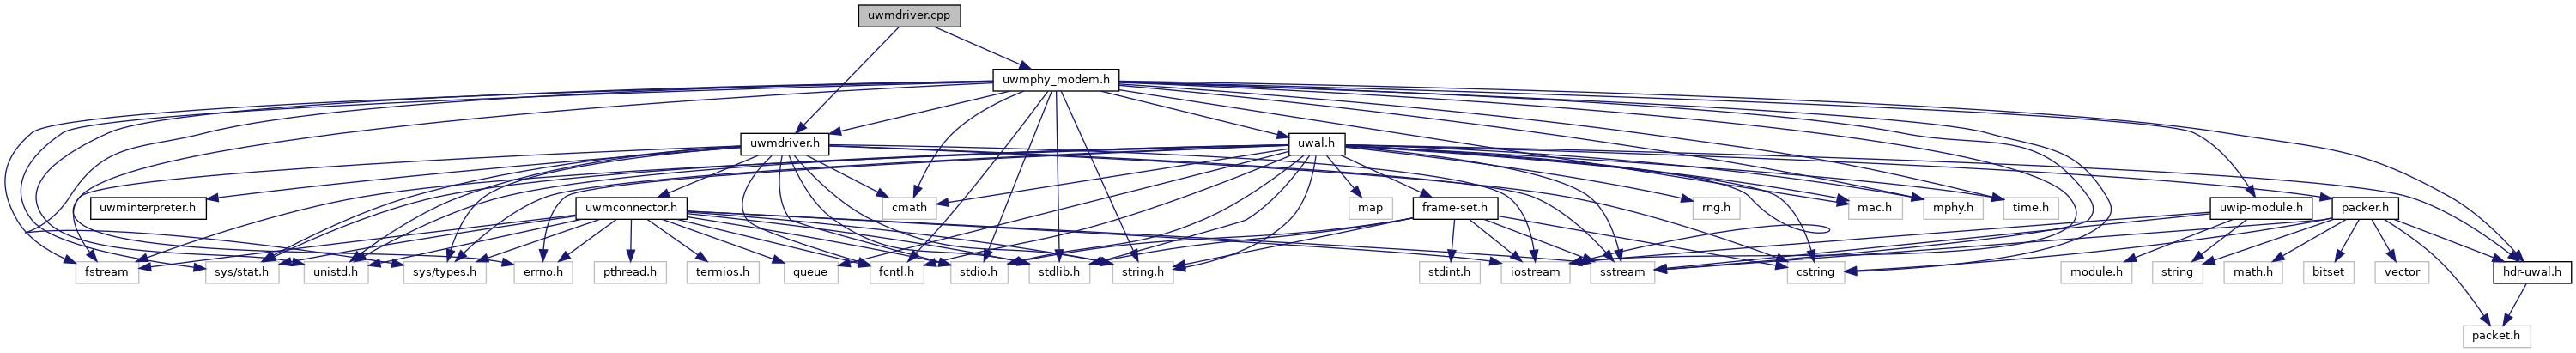 uwmdriver.cpp
uwmphy_modem.h
uwmdriver.h
uwal.h
uwminterpreter.h
uwmconnector.h
cmath
map
frame-set.h
rng.h
mac.h
mphy.h
time.h
uwip-module.h
packer.h
fstream
sys/stat.h
unistd.h
sys/types.h
errno.h
pthread.h
termios.h
queue
fcntl.h
stdio.h
stdlib.h
string.h
stdint.h
iostream
sstream
cstring
module.h
string
math.h
bitset
vector
hdr-uwal.h
packet.h